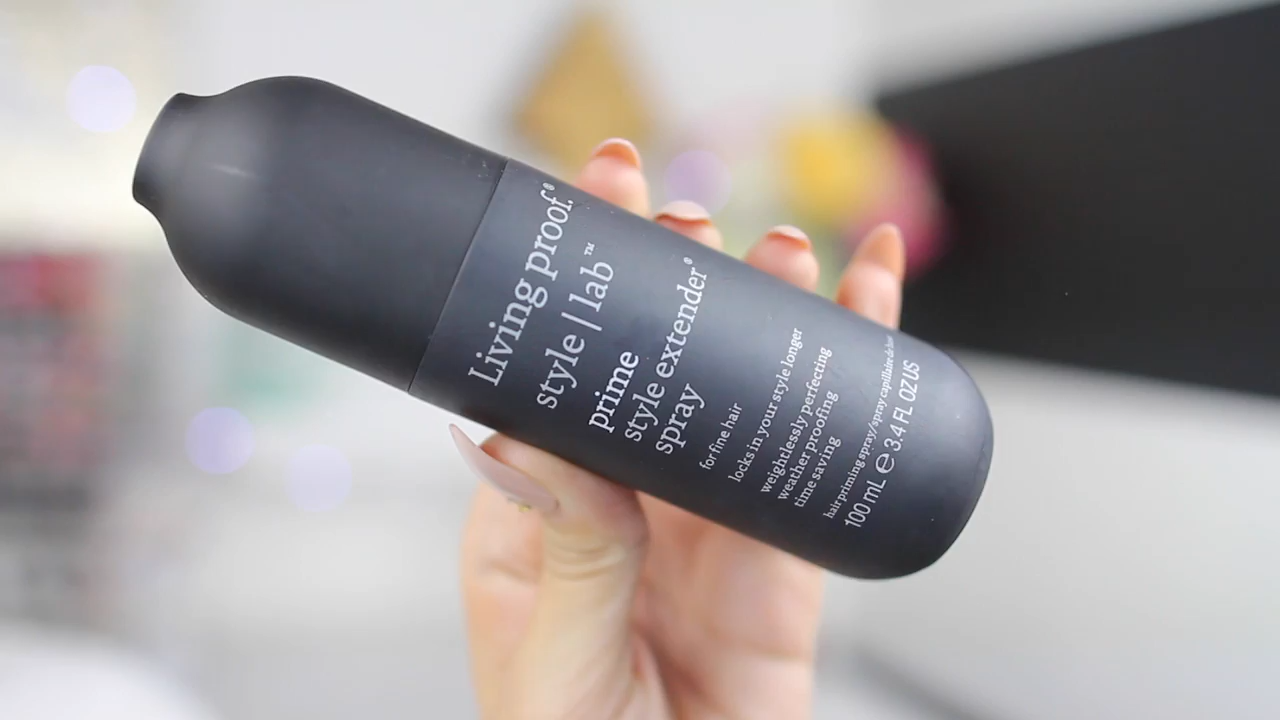 Living proof.®
style | lab™
prime
style extender®
spray
for fine hair
locks in your style longer
weightlessly perfecting
weather proofing
time saving
hair priming spray/spray capillaire de base
100 mL ℮ 3.4 FL OZ US